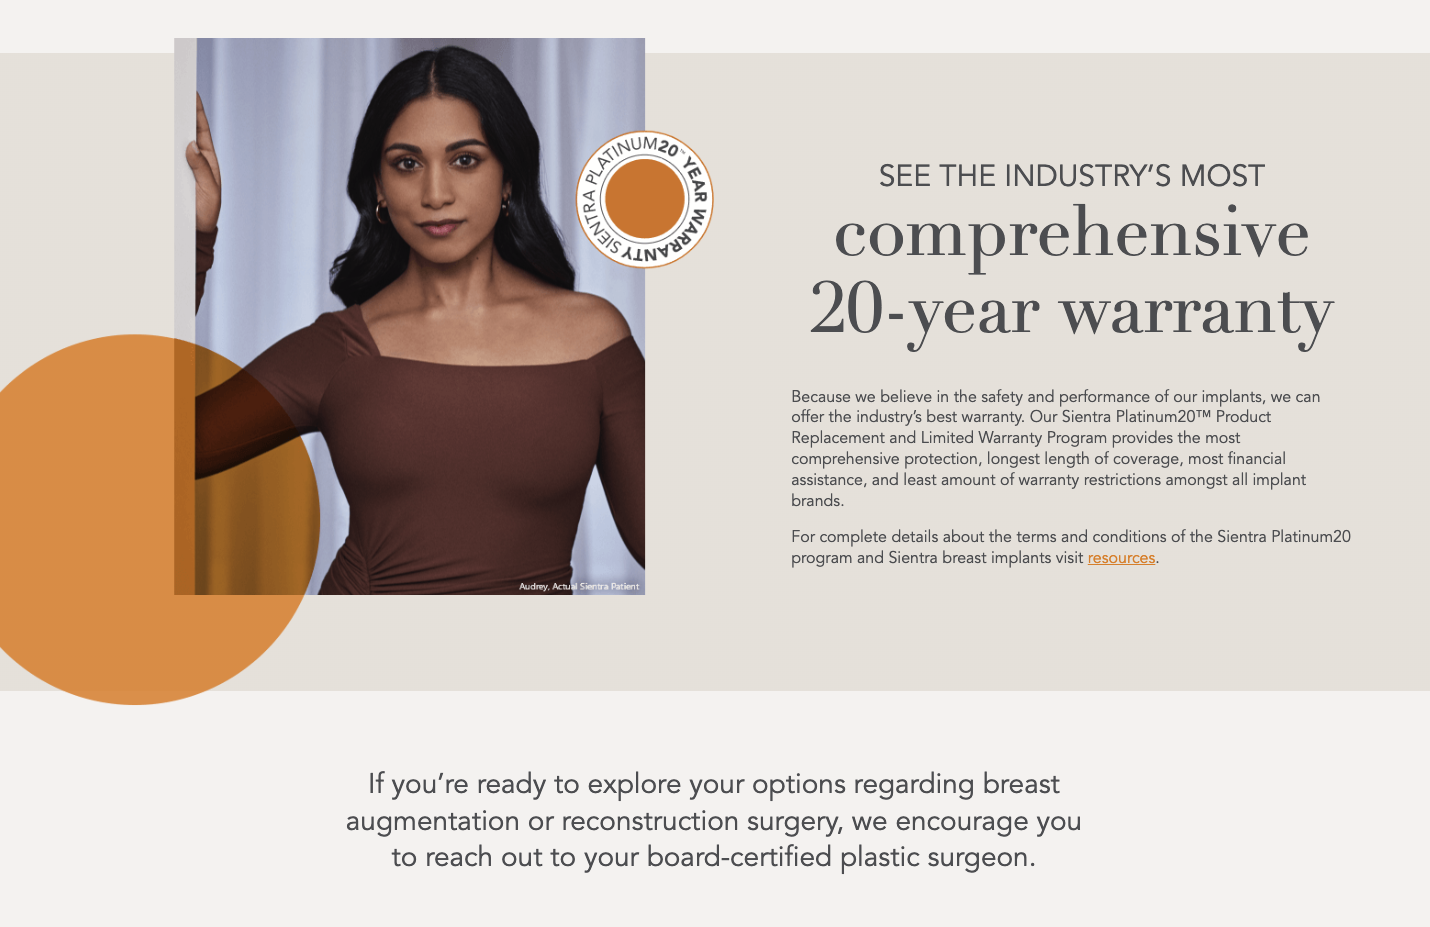 SIENTRA PLATINUM20™ YEAR WARRANTY
Audrey, Actual Sientra Patient
SEE THE INDUSTRY’S MOST
comprehensive
20-year warranty
Because we believe in the safety and performance of our implants, we can
offer the industry’s best warranty. Our Sientra Platinum20™ Product
Replacement and Limited Warranty Program provides the most
comprehensive protection, longest length of coverage, most financial
assistance, and least amount of warranty restrictions amongst all implant
brands.
For complete details about the terms and conditions of the Sientra Platinum20
program and Sientra breast implants visit resources.
If you’re ready to explore your options regarding breast
augmentation or reconstruction surgery, we encourage you
to reach out to your board-certified plastic surgeon.